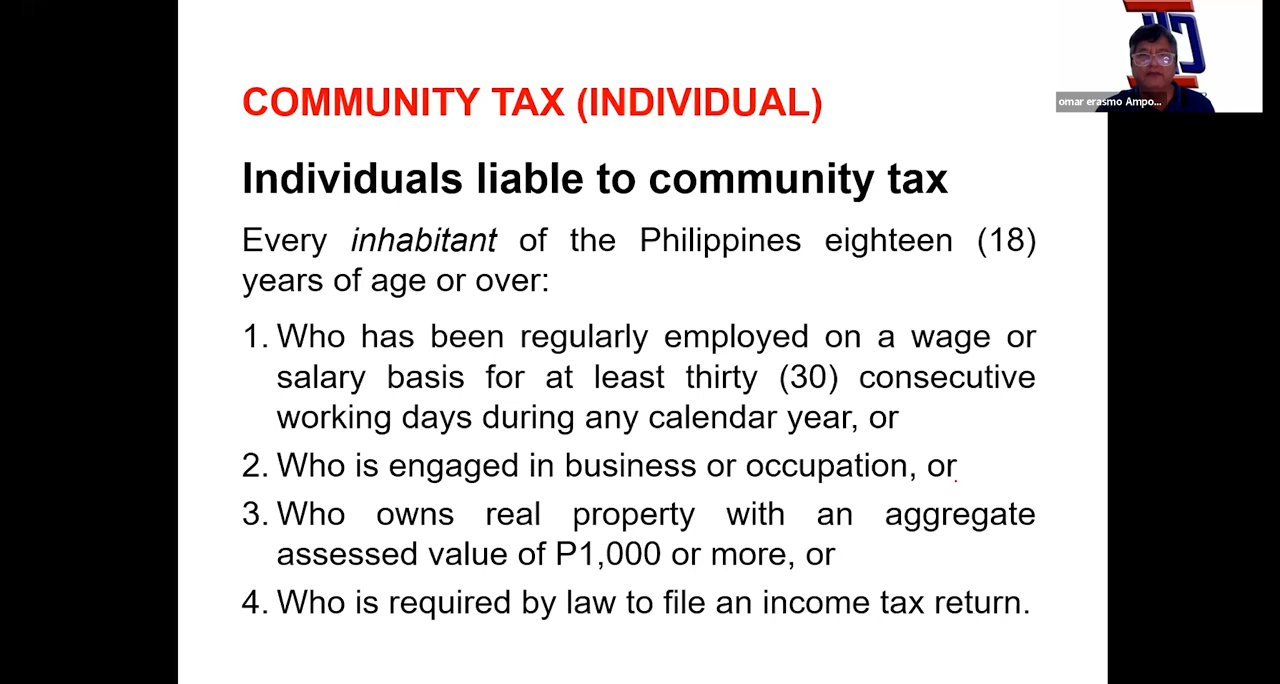 COMMUNITY TAX (INDIVIDUAL)
omar erasmo Ampo...
Individuals liable to community tax
Every inhabitant of the Philippines eighteen (18)
years of age or over:
1. Who has been regularly employed on a wage or
salary basis for at least thirty (30) consecutive
working days during any calendar year, or
2. Who is engaged in business or occupation, or
3. Who owns real property with an aggregate
assessed value of P1,000 or more, or
4. Who is required by law to file an income tax return.